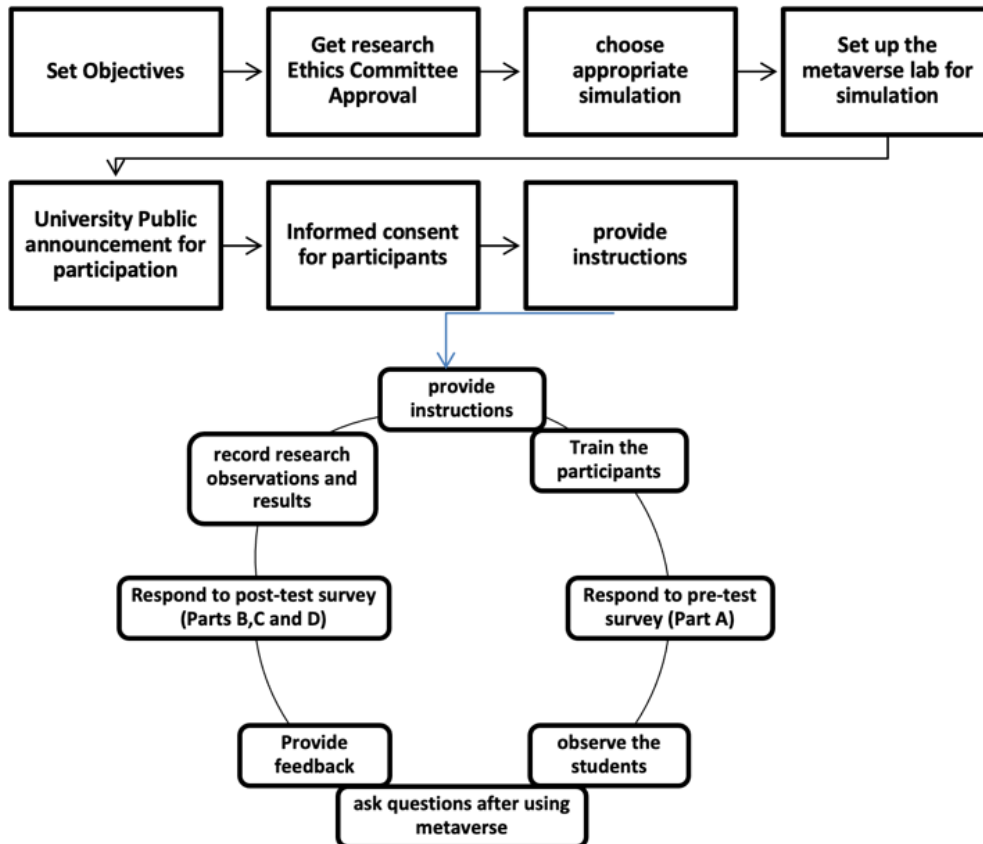 Set Objectives
Get research
Ethics Committee
Approval
choose
appropriate
simulation
Set up the
metaverse lab for
simulation
University Public
announcement for
participation
Informed consent
for participants
provide
instructions
provide
instructions
Train the
participants
Respond to pre-test
survey (Part A)
observe the
students
ask questions after using
metaverse
Provide
feedback
Respond to post-test survey
(Parts B,C and D)
record research
observations and
results